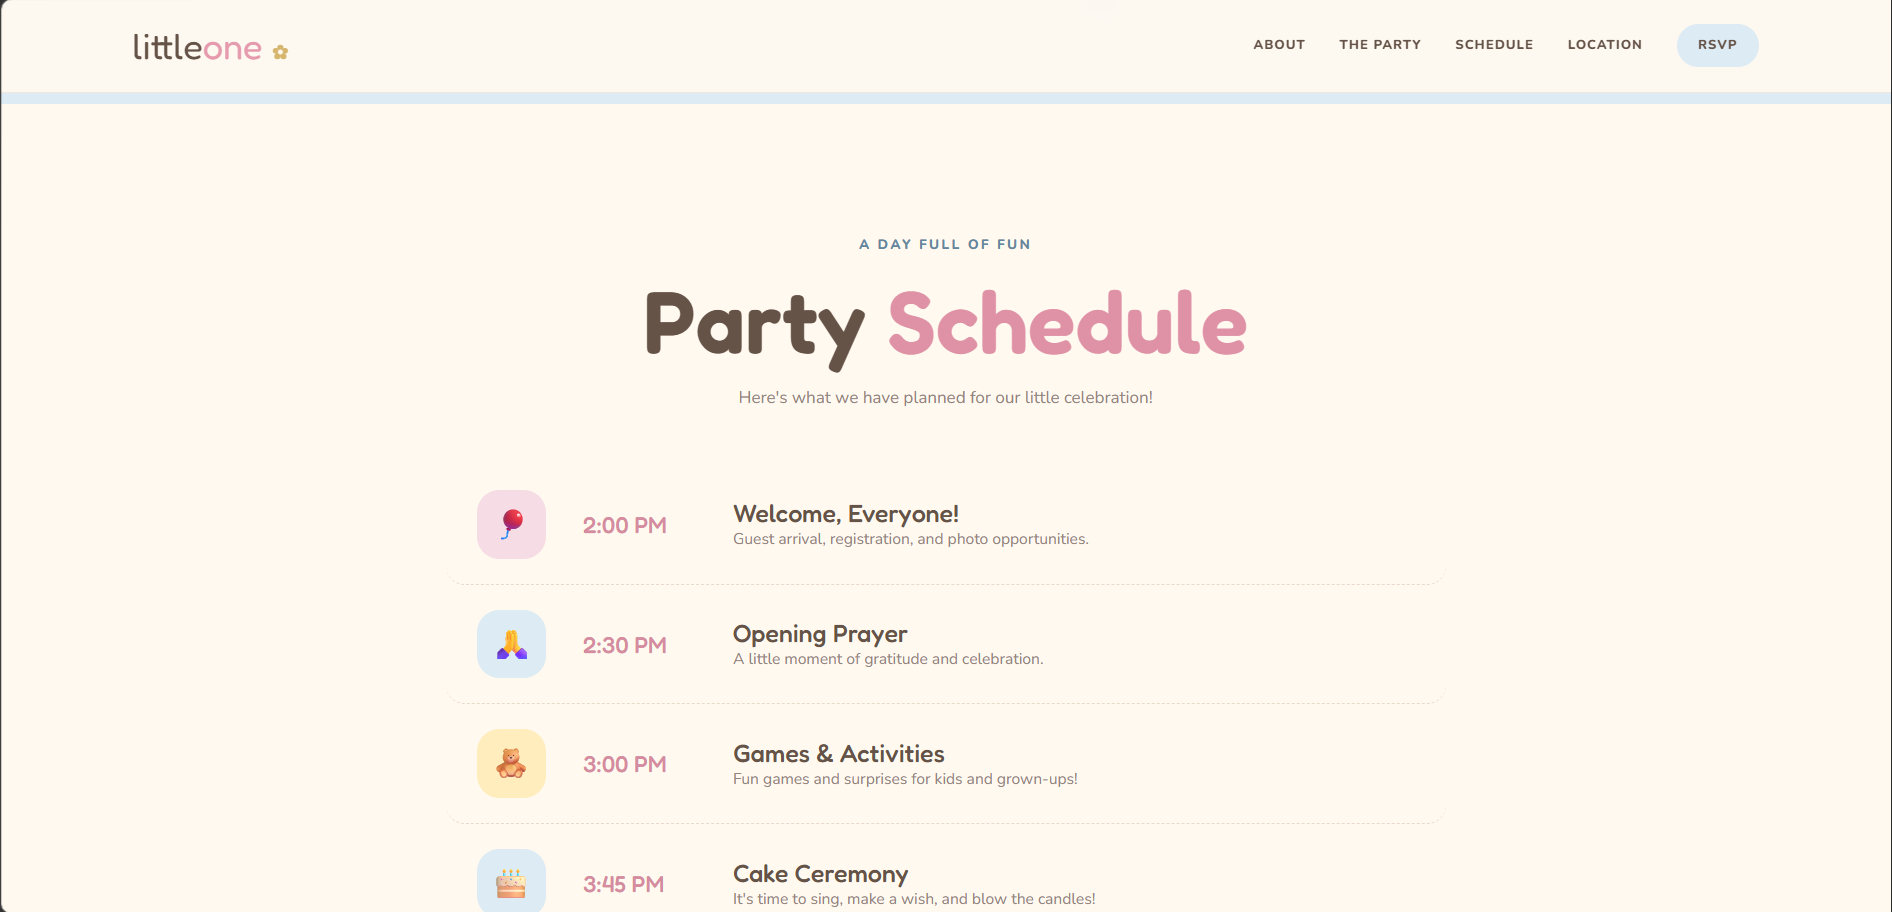 littleone
ABOUT THE PARTY SCHEDULE LOCATION RSVP
A DAY FULL OF FUN
Party Schedule
Here's what we have planned for our little celebration!
2:00 PM
Welcome, Everyone!
Guest arrival, registration, and photo opportunities.
2:30 PM
Opening Prayer
A little moment of gratitude and celebration.
3:00 PM
Games & Activities
Fun games and surprises for kids and grown-ups!
3:45 PM
Cake Ceremony
It's time to sing, make a wish, and blow the candles!